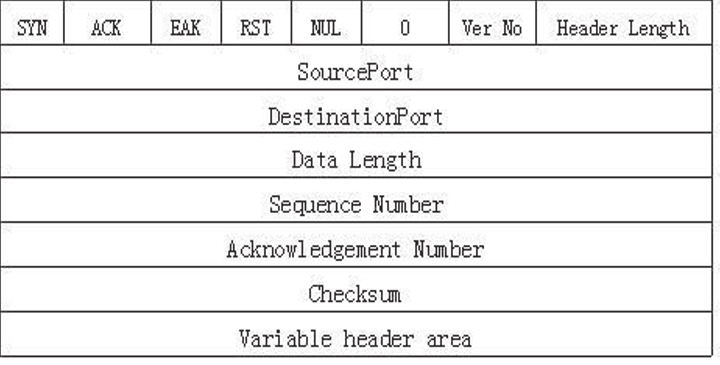 SYN ACK EAK RST NUL 0 Ver No Header Length
SourcePort
DestinationPort
Data Length
Sequence Number
Acknowledgement Number
Checksum
Variable header area